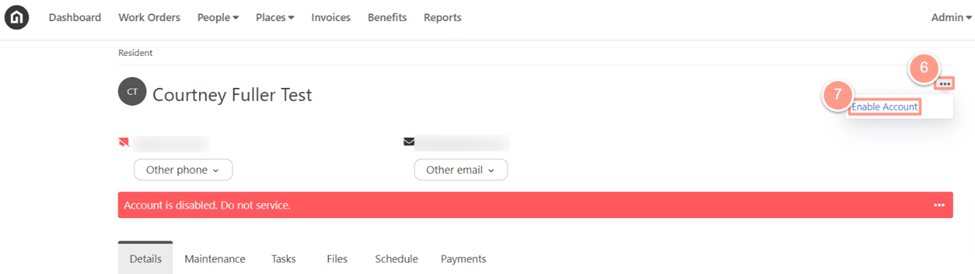 Dashboard Work Orders People Places Invoices Benefits Reports Admin
Resident
6
CT Courtney Fuller Test
7
Enable Account
Other phone Other email
Account is disabled. Do not service.
Details Maintenance Tasks Files Schedule Payments